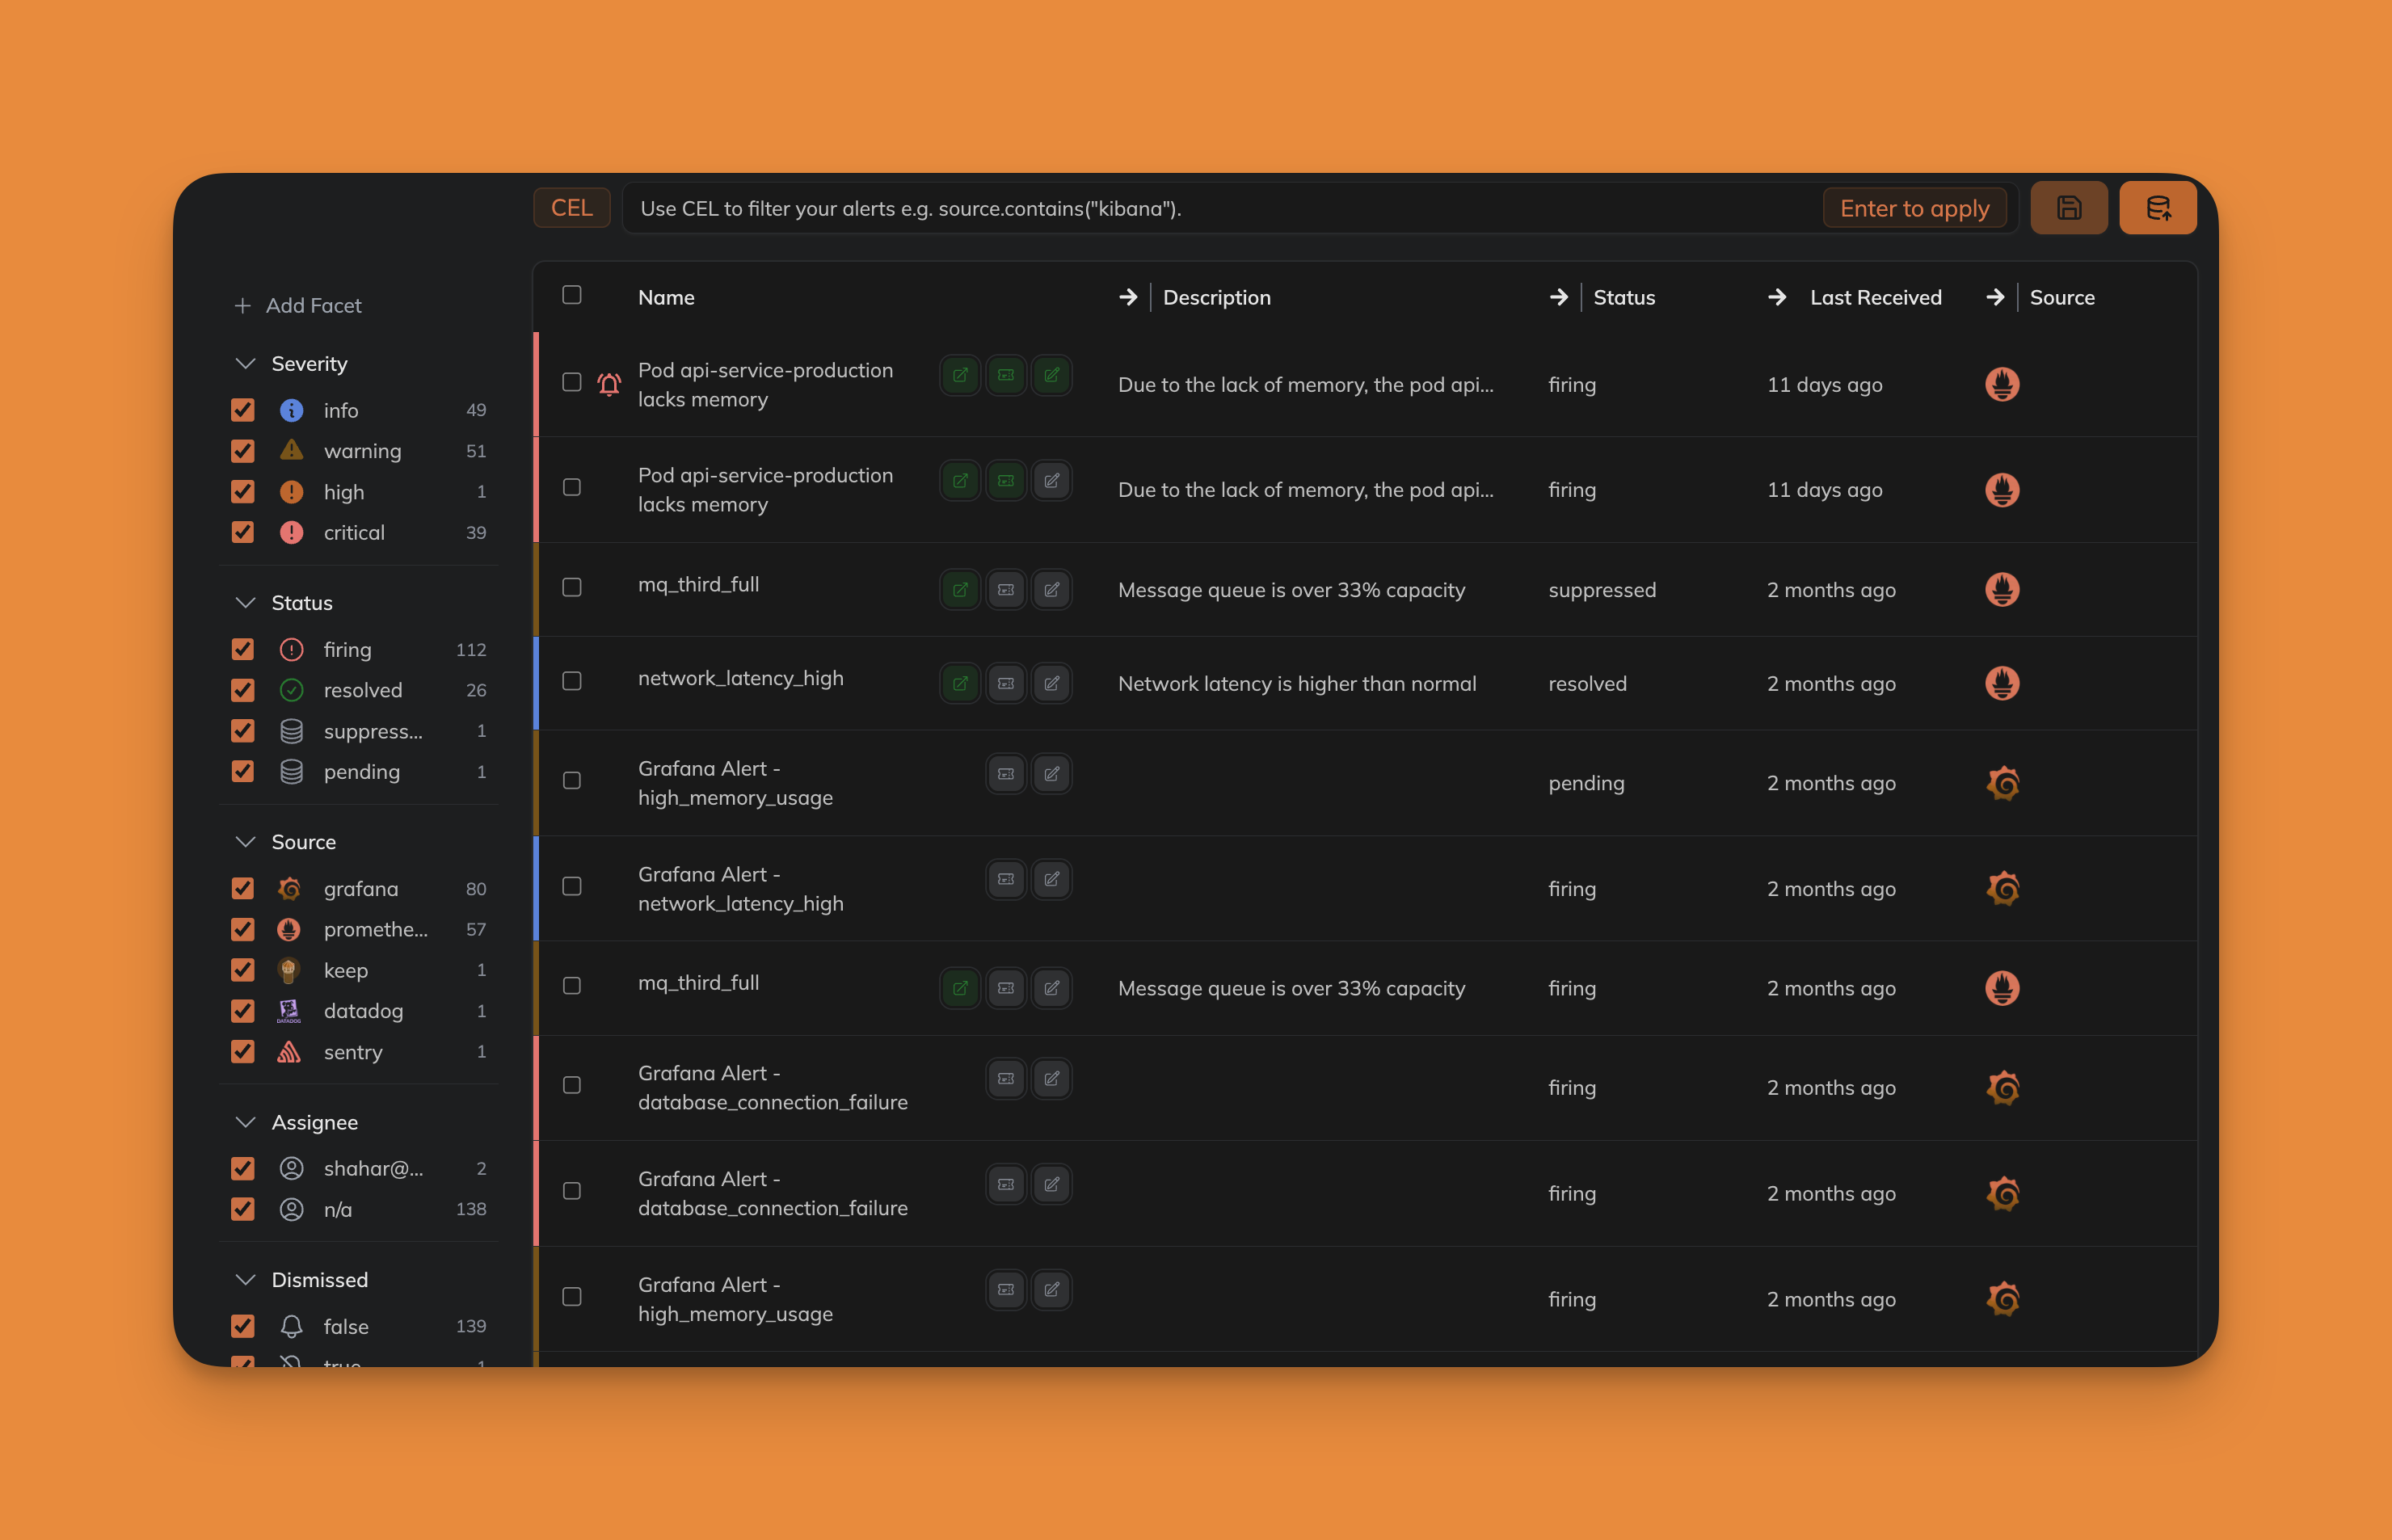 CEL
Use CEL to filter your alerts e.g. source.contains("kibana").
Enter to apply
Add Facet
Severity
info 49
warning 51
high 1
critical 39
Status
firing 112
resolved 26
suppress... 1
pending 1
Source
grafana 80
promethe... 57
keep 1
DATADOG
datadog 1
sentry 1
Assignee
shahar@... 2
n/a 138
Dismissed
false 139
true 1
Name Description Status Last Received Source
Pod api-service-production
lacks memory
Due to the lack of memory, the pod api... firing 11 days ago
Pod api-service-production
lacks memory
Due to the lack of memory, the pod api... firing 11 days ago
mq_third_full Message queue is over 33% capacity suppressed 2 months ago
network_latency_high Network latency is higher than normal resolved 2 months ago
Grafana Alert -
high_memory_usage
pending 2 months ago
Grafana Alert -
network_latency_high
firing 2 months ago
mq_third_full Message queue is over 33% capacity firing 2 months ago
Grafana Alert -
database_connection_failure
firing 2 months ago
Grafana Alert -
database_connection_failure
firing 2 months ago
Grafana Alert -
high_memory_usage
firing 2 months ago